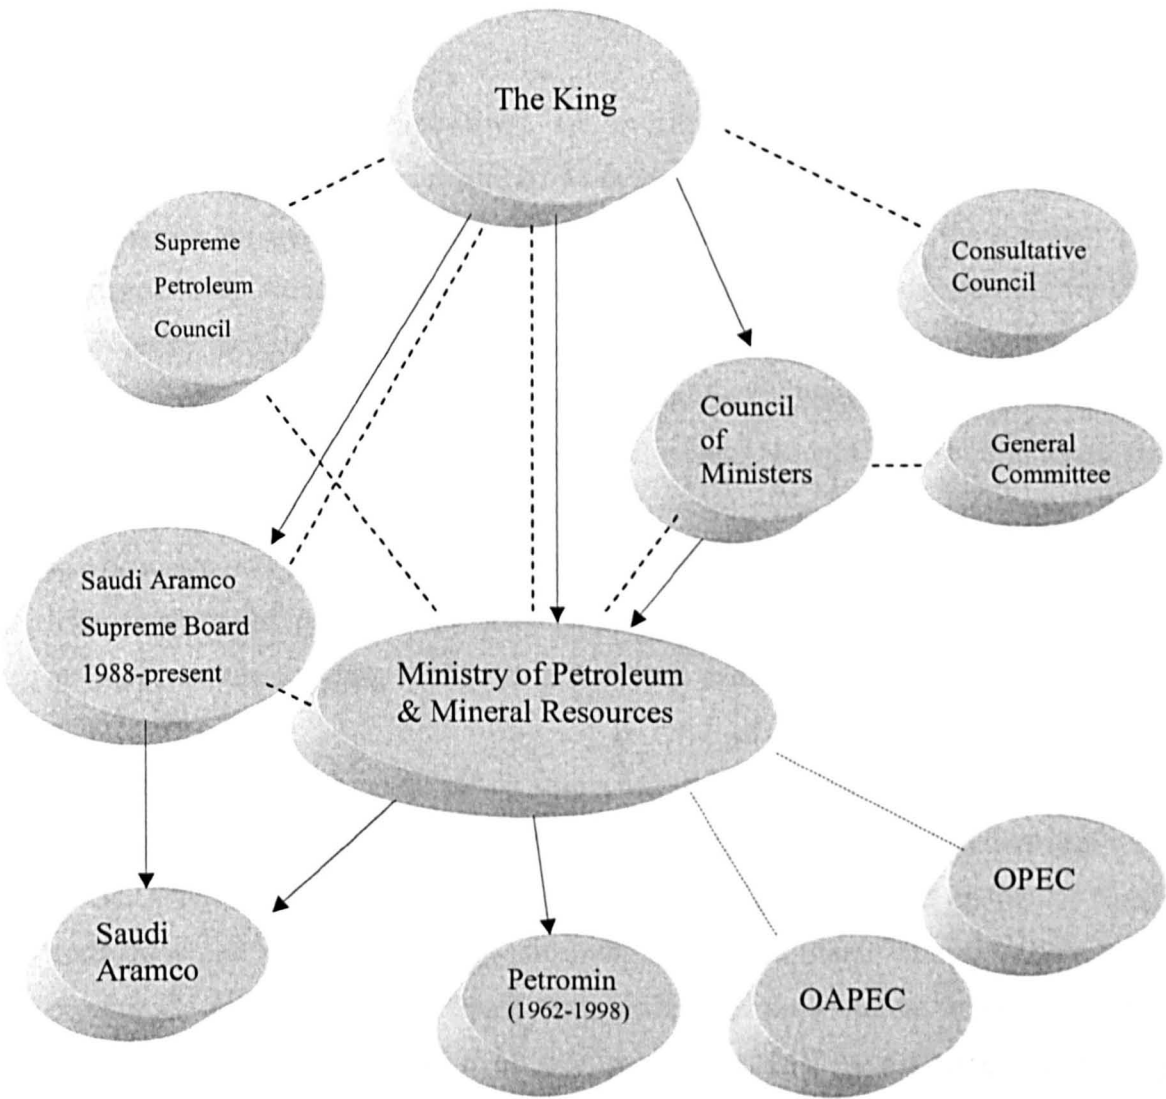 The King
Supreme
Petroleum
Council
Consultative
Council
Council
of
Ministers
General
Committee
Saudi Aramco
Supreme Board
1988-present
Ministry of Petroleum
& Mineral Resources
Saudi
Aramco
Petromin
(1962-1998)
OAPEC
OPEC